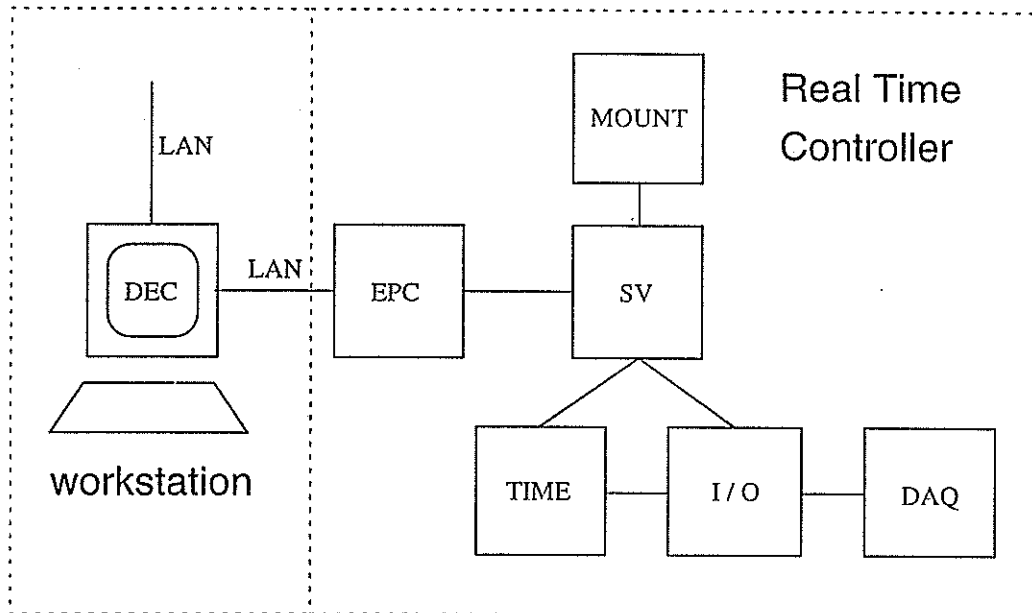 Real Time
Controller
MOUNT
LAN
LAN
DEC
EPC
SV
workstation
TIME
I / O
DAQ